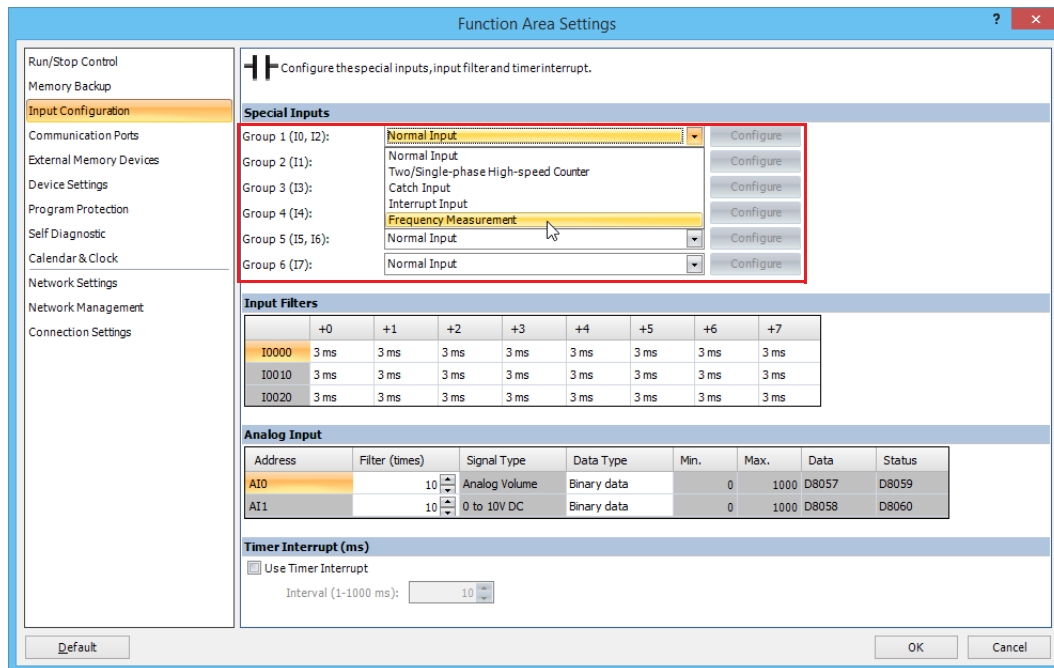 Function Area Settings
?
×
Run/Stop Control
Memory Backup
Input Configuration
Communication Ports
External Memory Devices
Device Settings
Program Protection
Self Diagnostic
Calendar & Clock
Network Settings
Network Management
Connection Settings
Configure the special inputs, input filter and timer interrupt.
Special Inputs
Group 1 (I0, I2): Normal Input Configure
Normal Input
Group 2 (I1): Configure
Two/Single-phase High-speed Counter
Group 3 (I3): Catch Input Configure
Interrupt Input
Group 4 (I4): Configure
Frequency Measurement
Group 5 (I5, I6): Normal Input Configure
Group 6 (I7): Normal Input Configure
Input Filters
+0 +1 +2 +3 +4 +5 +6 +7
I0000 3 ms 3 ms 3 ms 3 ms 3 ms 3 ms 3 ms 3 ms
I0010 3 ms 3 ms 3 ms 3 ms 3 ms 3 ms 3 ms 3 ms
I0020 3 ms 3 ms 3 ms 3 ms 3 ms 3 ms 3 ms 3 ms
Analog Input
Address Filter (times) Signal Type Data Type Min. Max. Data Status
AI0 10 Analog Volume Binary data 0 1000 D8057 D8059
AI1 10 0 to 10V DC Binary data 0 1000 D8058 D8060
Timer Interrupt (ms)
Use Timer Interrupt
Interval (1-1000 ms): 10
Default OK Cancel